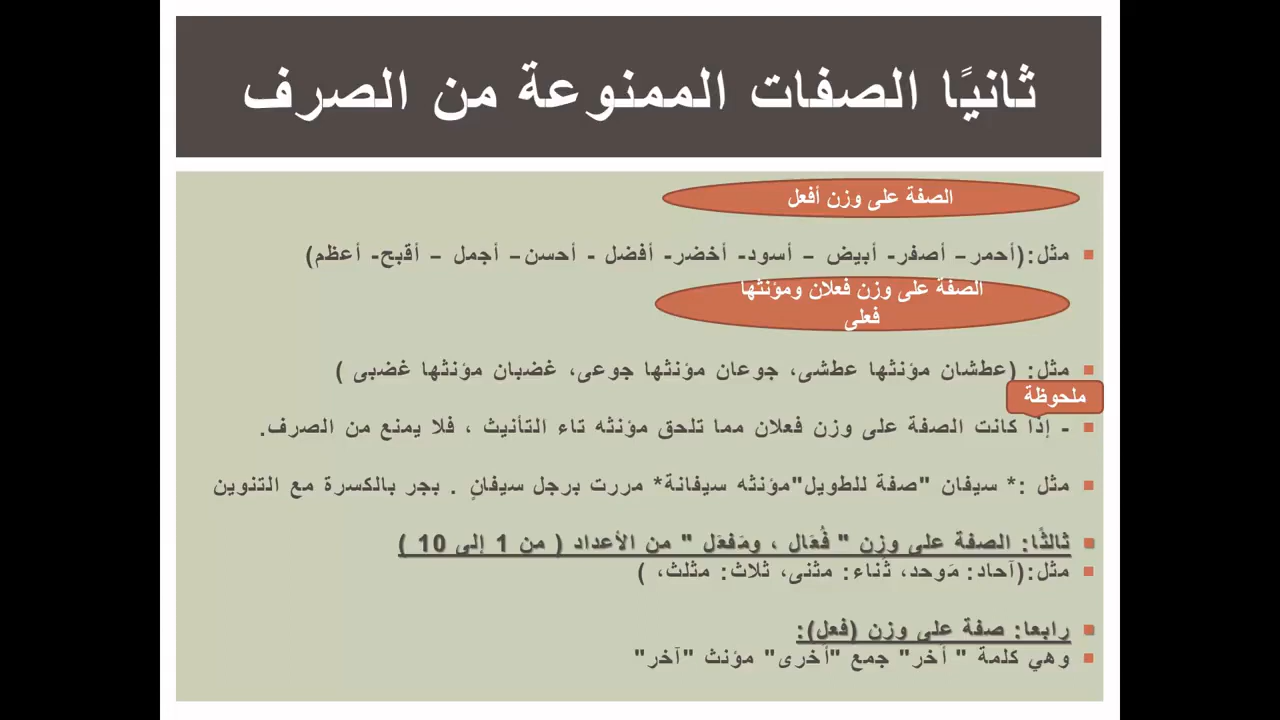 ثانيًا الصفات الممنوعة من الصرف
الصفة على وزن أفعل
مثل:(أحمر– أصفر- أبيض – أسود- أخضر- أفضل - أحسن– أجمل – أقبح- أعظم)
الصفة على وزن فعلان ومؤنثها
فعلى
مثل: (عطشان مؤنثها عطشى، جوعان مؤنثها جوعى، غضبان مؤنثها غضبى )
ملحوظة
- إذا كانت الصفة على وزن فعلان مما تلحق مؤنثه تاء التأنيث ، فلا يمنع من الصرف.
مثل :* سيفان "صفة للطويل"مؤنثه سيفانة* مررت برجل سيفانٍ . بجر بالكسرة مع التنوين
ثالثًا: الصفة على وزن " فُعَال ، ومَفعَل " من الأعداد ( من 1 إلى 10 )
مثل:(آحاد: مَوحد، ثُناء: مثنى، ثلاث: مثلث، )
رابعا: صفة على وزن (فعل):
وهي كلمة " أُخر" جمع "أُخرى" مؤنث "آخر"